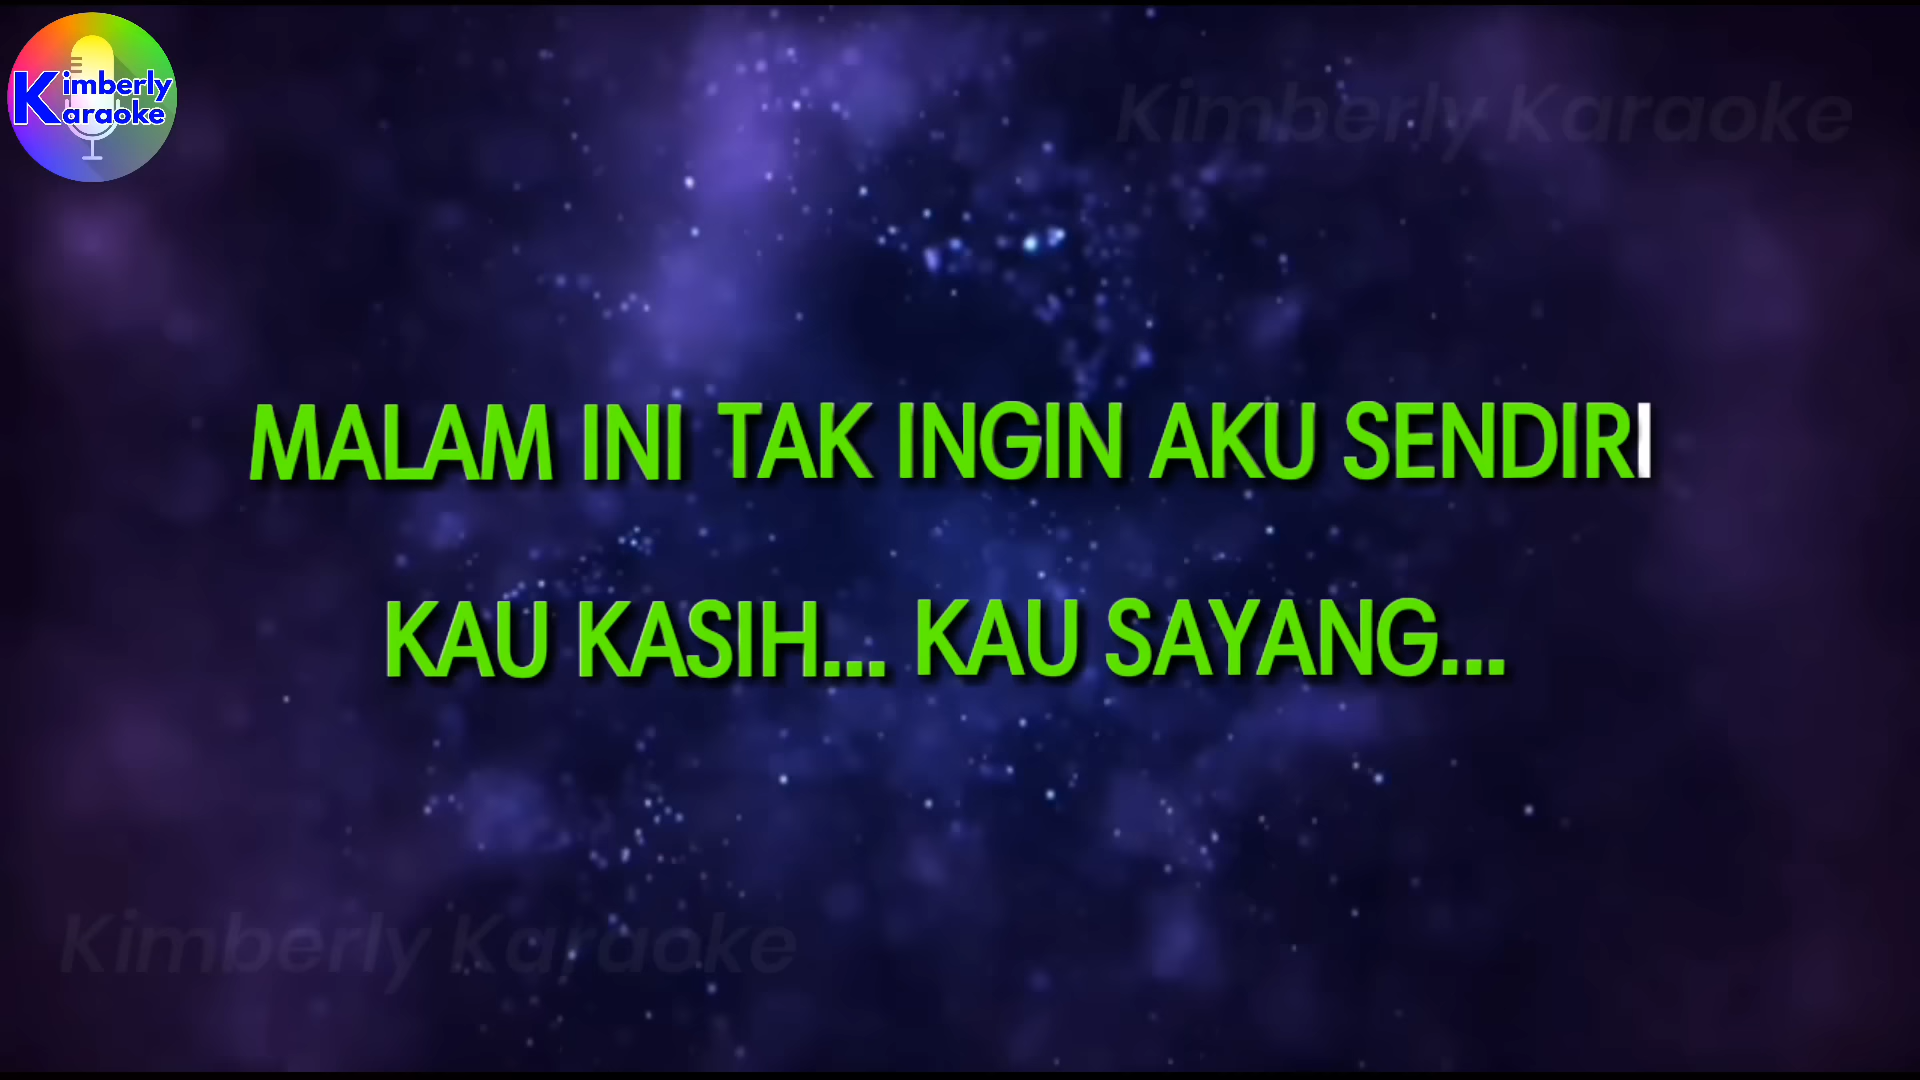 Kimberly
Karaoke
Kimberly Karaoke
MALAM INI TAK INGIN AKU SENDIRI
KAU KASIH... KAU SAYANG...
Kimberly Karaoke